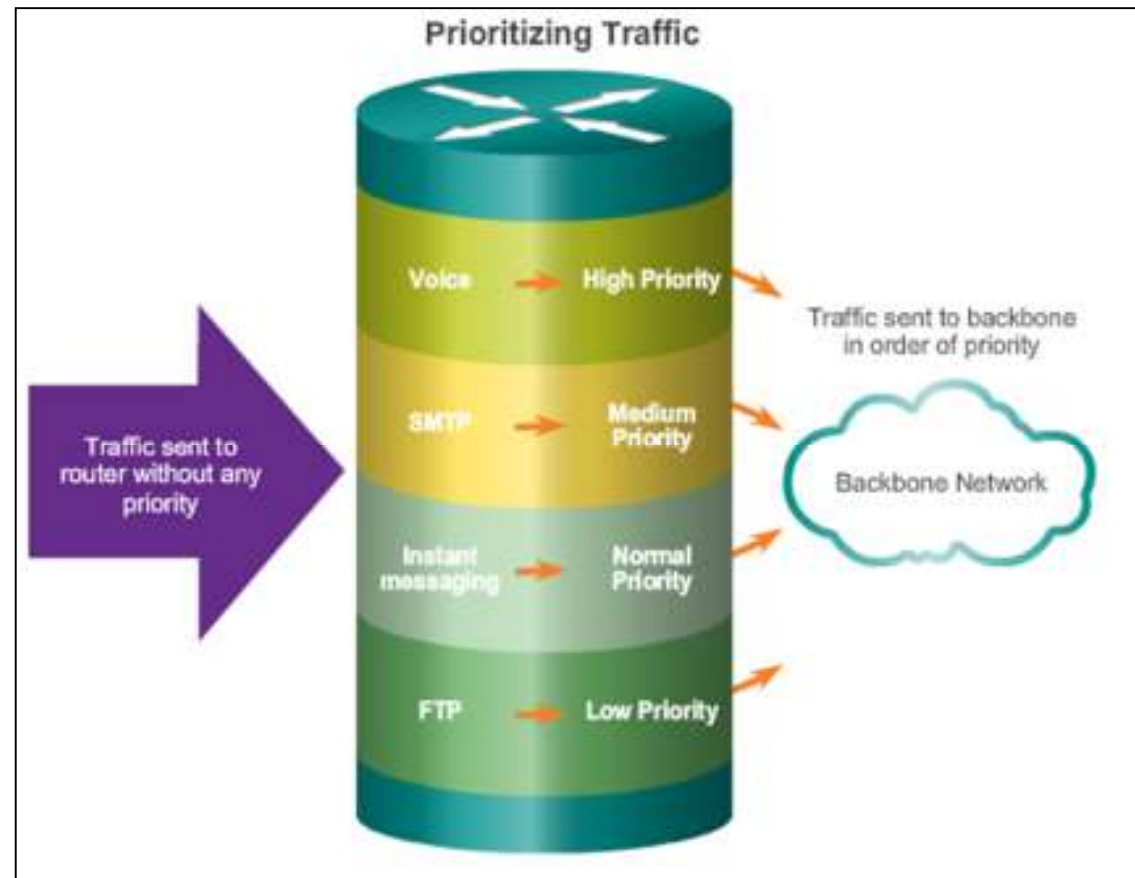 Prioritizing Traffic
Traffic sent to
router without any
priority
Voice
High Priority
SMTP
Medium
Priority
Instant
messaging
Normal
Priority
FTP
Low Priority
Traffic sent to backbone
in order of priority
Backbone Network